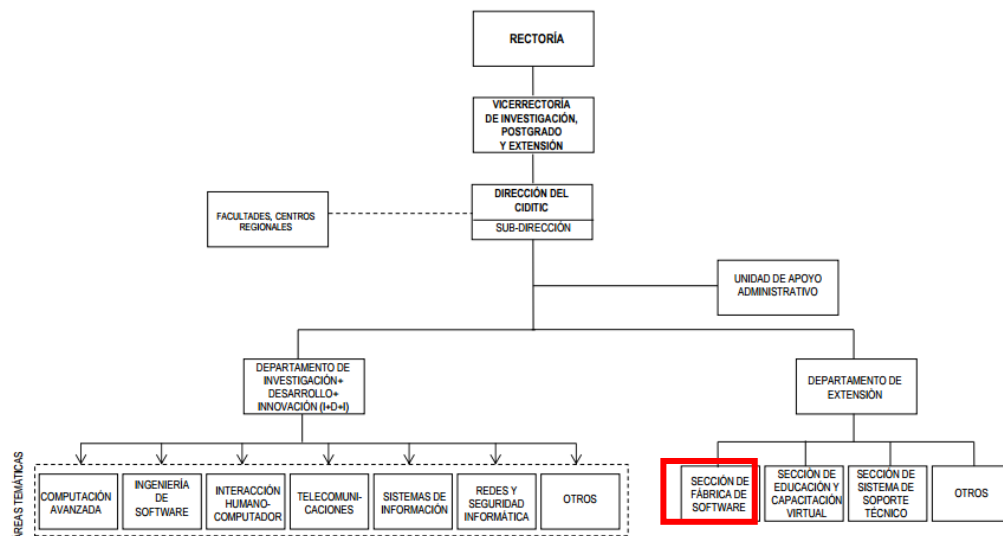 RECTORÍA
VICERRECTORÍA
DE INVESTIGACIÓN,
POSTGRADO
Y EXTENSIÓN
DIRECCIÓN DEL
CIDITIC
SUB-DIRECCIÓN
FACULTADES, CENTROS
REGIONALES
UNIDAD DE APOYO
ADMINISTRATIVO
DEPARTAMENTO DE
INVESTIGACIÓN+
DESARROLLO+
INNOVACIÓN (I+D+I)
DEPARTAMENTO DE
EXTENSIÓN
ÁREAS TEMÁTICAS
COMPUTACIÓN
AVANZADA
INGENIERÍA
DE
SOFTWARE
INTERACCIÓN
HUMANO-
COMPUTADOR
TELECOMUNI-
CACIONES
SISTEMAS DE
INFORMACIÓN
REDES Y
SEGURIDAD
INFORMÁTICA
OTROS
SECCIÓN DE
FÁBRICA DE
SOFTWARE
SECCIÓN DE
EDUCACIÓN Y
CAPACITACIÓN
VIRTUAL
SECCIÓN DE
SISTEMA DE
SOPORTE
TÉCNICO
OTROS